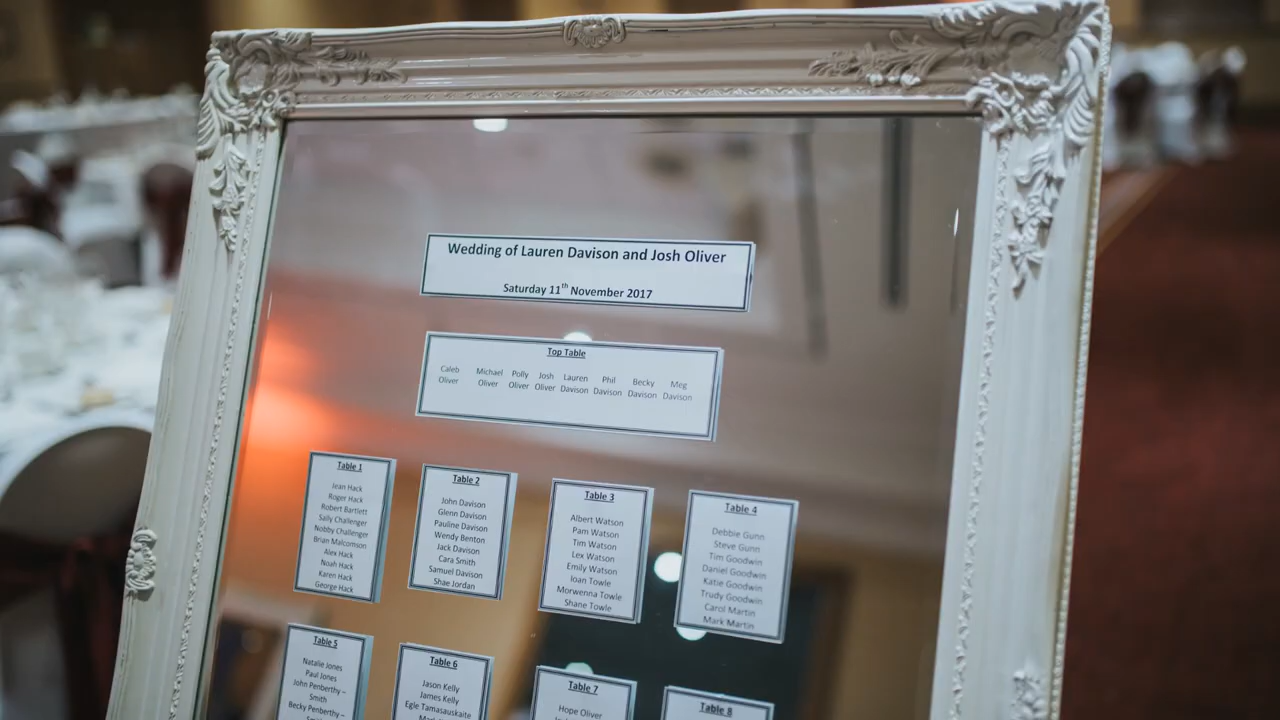 Wedding of Lauren Davison and Josh Oliver
Saturday 11th November 2017
Top Table
Caleb Michael Polly Josh Lauren Phil Becky Meg
Oliver Oliver Oliver Oliver Davison Davison Davison Davison
Table 1
Jean Hack
Roger Hack
Robert Bartlett
Sally Challenger
Nobby Challenger
Brian Malcomson
Alex Hack
Noah Hack
Karen Hack
George Hack
Table 2
John Davison
Glenn Davison
Pauline Davison
Wendy Benton
Jack Davison
Cara Smith
Samuel Davison
Shae Jordan
Table 3
Albert Watson
Pam Watson
Tim Watson
Lex Watson
Emily Watson
Ioan Towle
Morwenna Towle
Shane Towle
Table 4
Debbie Gunn
Steve Gunn
Tim Goodwin
Daniel Goodwin
Katie Goodwin
Trudy Goodwin
Carol Martin
Mark Martin
Table 5
Natalie Jones
Paul Jones
John Penberthy –
Smith
Becky Penberthy –
Table 6
Jason Kelly
James Kelly
Egle Tamasauskaite
Table 7
Hope Oliver
Table 8